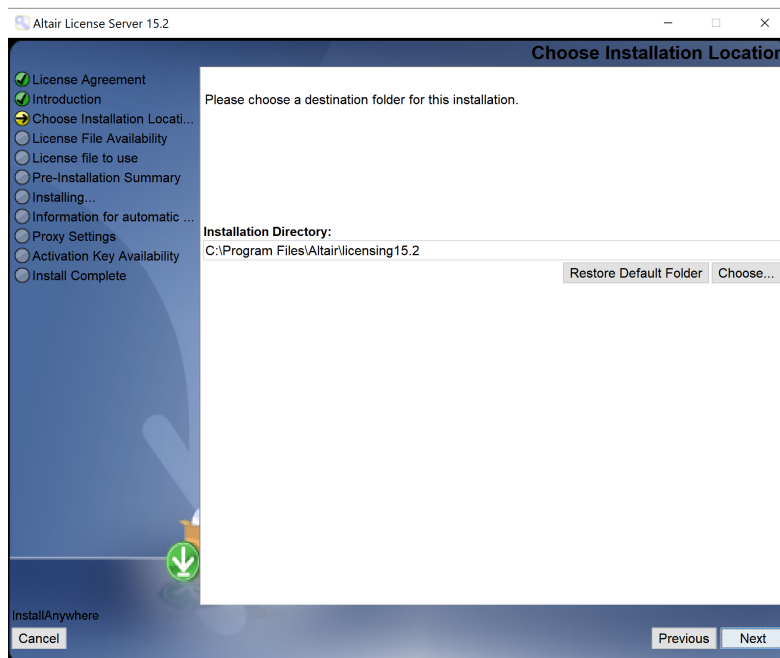 Altair License Server 15.2
Choose Installation Location
License Agreement
Introduction
Choose Installation Locati...
License File Availability
License file to use
Pre-Installation Summary
Installing...
Information for automatic ...
Proxy Settings
Activation Key Availability
Install Complete
Please choose a destination folder for this installation.
Installation Directory:
C:\Program Files\Altair\licensing15.2
Restore Default Folder Choose...
InstallAnywhere
Cancel Previous Next